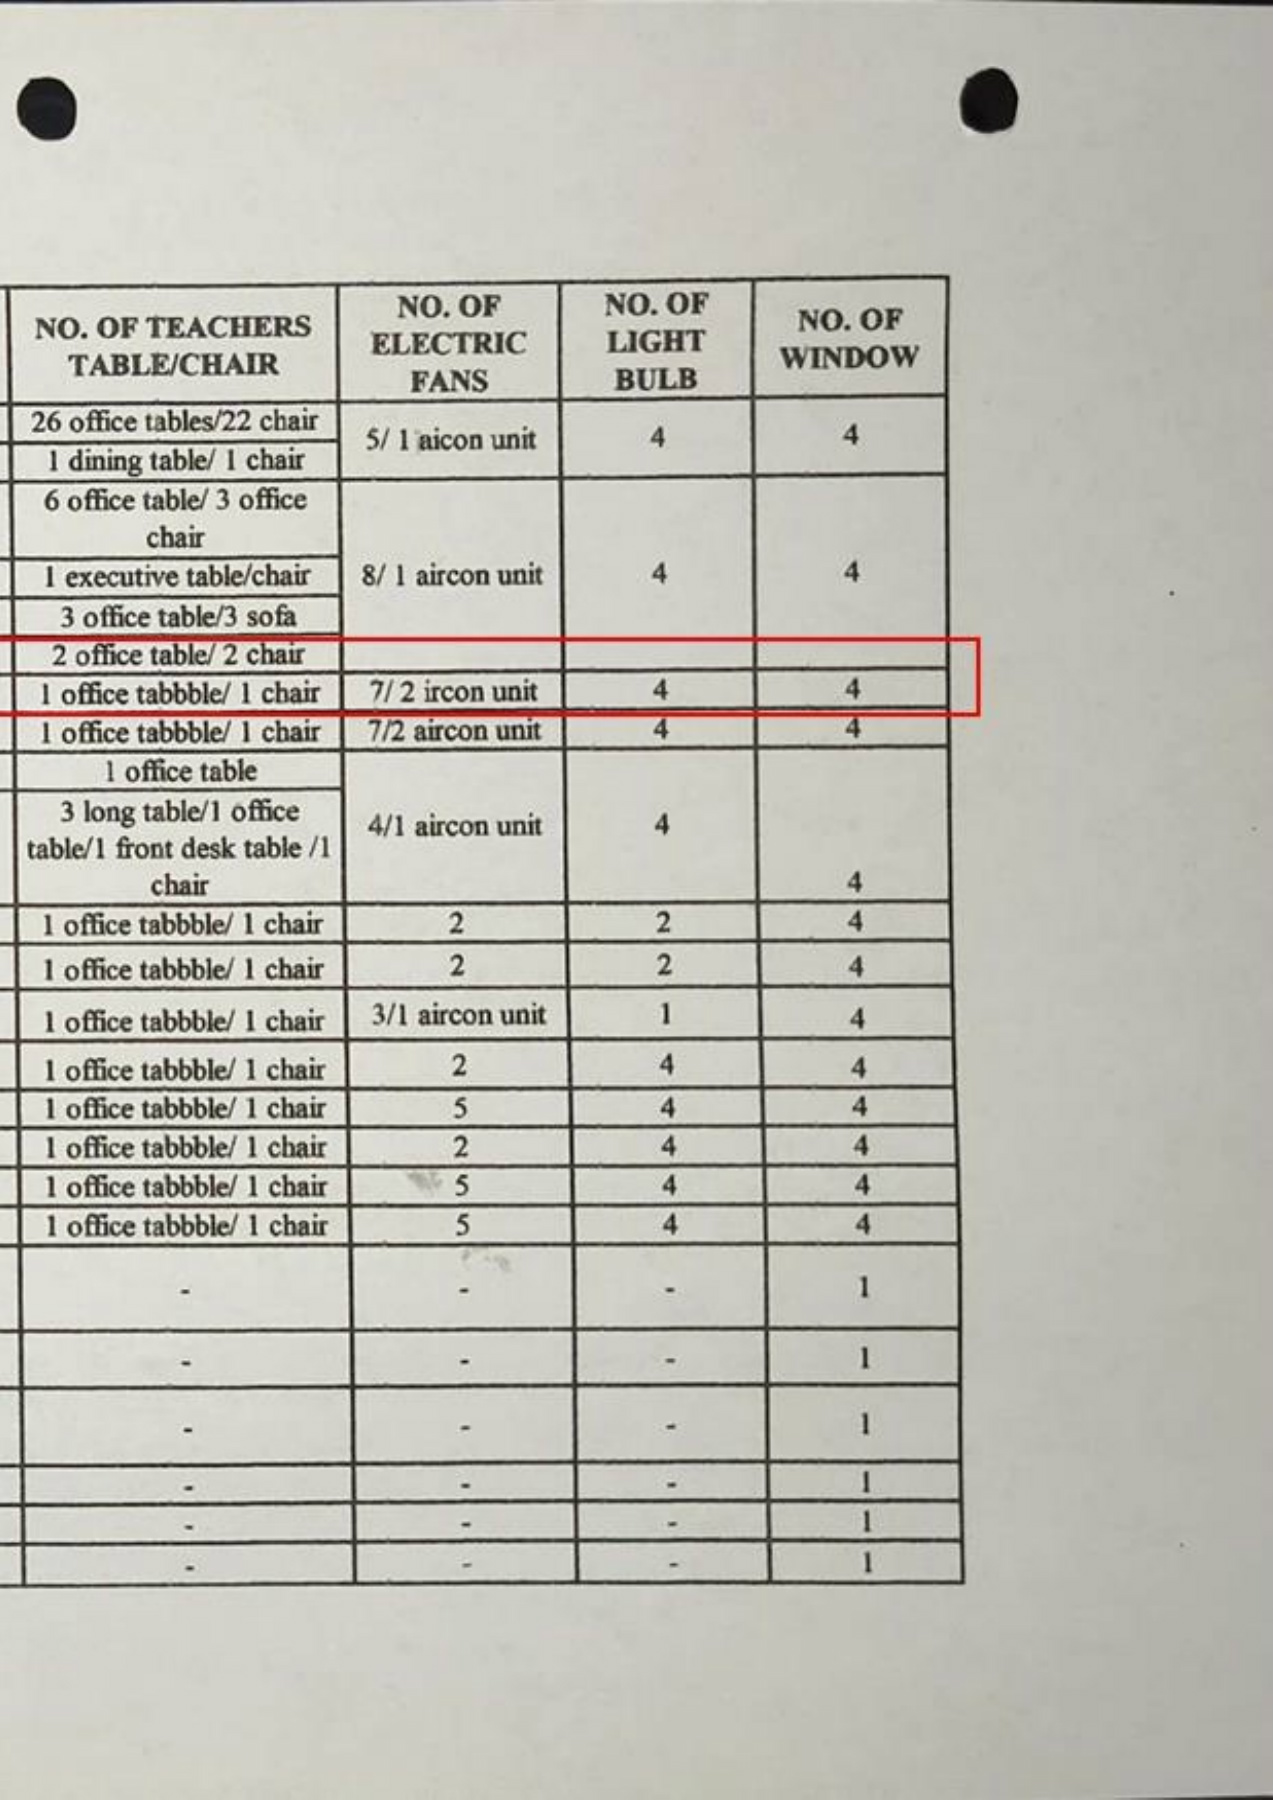 NO. OF TEACHERS TABLE/CHAIR | NO. OF ELECTRIC FANS | NO. OF LIGHT BULB | NO. OF WINDOW
26 office tables/22 chair | 5/ 1 aicon unit | 4 | 4
1 dining table/ 1 chair
6 office table/ 3 office chair | 8/ 1 aircon unit | 4 | 4
1 executive table/chair
3 office table/3 sofa
2 office table/ 2 chair
1 office tabbble/ 1 chair | 7/ 2 ircon unit | 4 | 4
1 office tabbble/ 1 chair | 7/2 aircon unit | 4 | 4
1 office table | 4/1 aircon unit | 4 | 4
3 long table/1 office table/1 front desk table /1 chair
1 office tabbble/ 1 chair | 2 | 2 | 4
1 office tabbble/ 1 chair | 2 | 2 | 4
1 office tabbble/ 1 chair | 3/1 aircon unit | 1 | 4
1 office tabbble/ 1 chair | 2 | 4 | 4
1 office tabbble/ 1 chair | 5 | 4 | 4
1 office tabbble/ 1 chair | 2 | 4 | 4
1 office tabbble/ 1 chair | 5 | 4 | 4
1 office tabbble/ 1 chair | 5 | 4 | 4
- | - | - | 1
- | - | - | 1
- | - | - | 1
- | - | - | 1
- | - | - | 1
- | - | - | 1